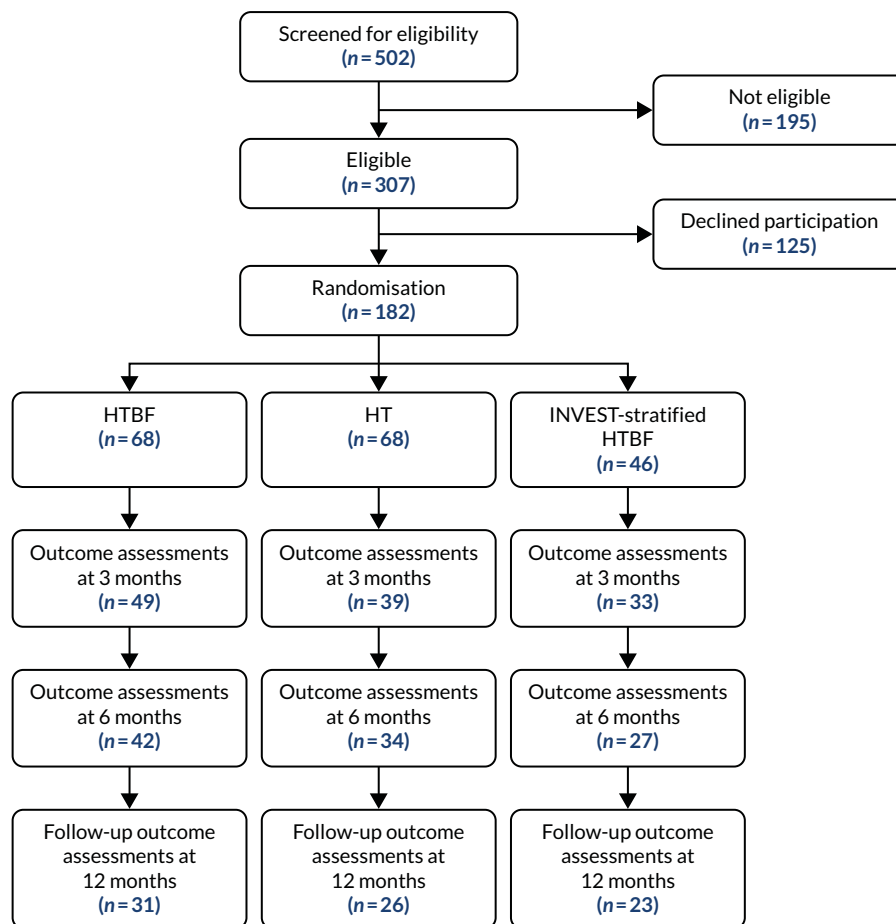 Screened for eligibility
(n=502)
Not eligible
(n=195)
Eligible
(n=307)
Declined participation
(n=125)
Randomisation
(n=182)
HTBF
(n=68)
HT
(n=68)
INVEST-stratified
HTBF
(n=46)
Outcome assessments
at 3 months
(n=49)
Outcome assessments
at 3 months
(n=39)
Outcome assessments
at 3 months
(n=33)
Outcome assessments
at 6 months
(n=42)
Outcome assessments
at 6 months
(n=34)
Outcome assessments
at 6 months
(n=27)
Follow-up outcome
assessments at
12 months
(n=31)
Follow-up outcome
assessments at
12 months
(n=26)
Follow-up outcome
assessments at
12 months
(n=23)